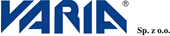 VARIA® Sp. z o.o.